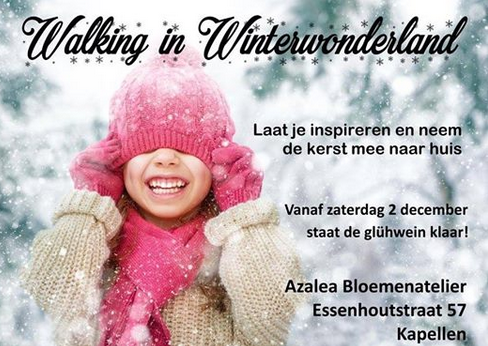 Walking in Winterwonderland
Laat je inspireren en neem
de kerst mee naar huis
Vanaf zaterdag 2 december
staat de glühwein klaar!
Azalea Bloemenatelier
Essenhoutstraat 57
Kapellen